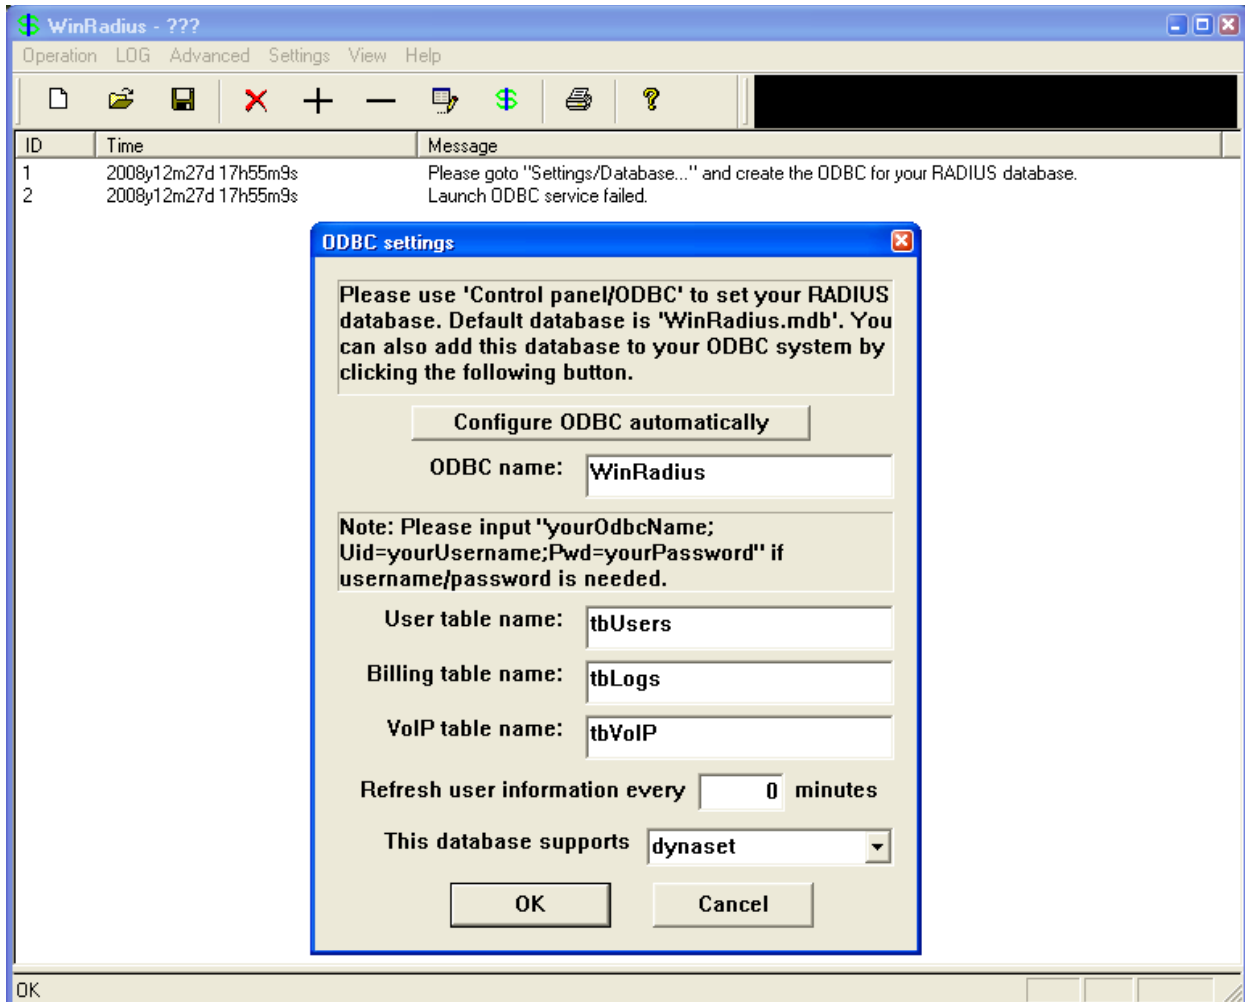 WinRadius - ???
Operation LOG Advanced Settings View Help
ID Time Message
1 2008y12m27d 17h55m9s Please goto "Settings/Database..." and create the ODBC for your RADIUS database.
2 2008y12m27d 17h55m9s Launch ODBC service failed.
ODBC settings
Please use 'Control panel/ODBC' to set your RADIUS
database. Default database is 'WinRadius.mdb'. You
can also add this database to your ODBC system by
clicking the following button.
Configure ODBC automatically
ODBC name: WinRadius
Note: Please input "yourOdbcName;
Uid=yourUsername;Pwd=yourPassword" if
username/password is needed.
User table name: tbUsers
Billing table name: tbLogs
VoIP table name: tbVoIP
Refresh user information every 0 minutes
This database supports dynaset
OK Cancel
OK